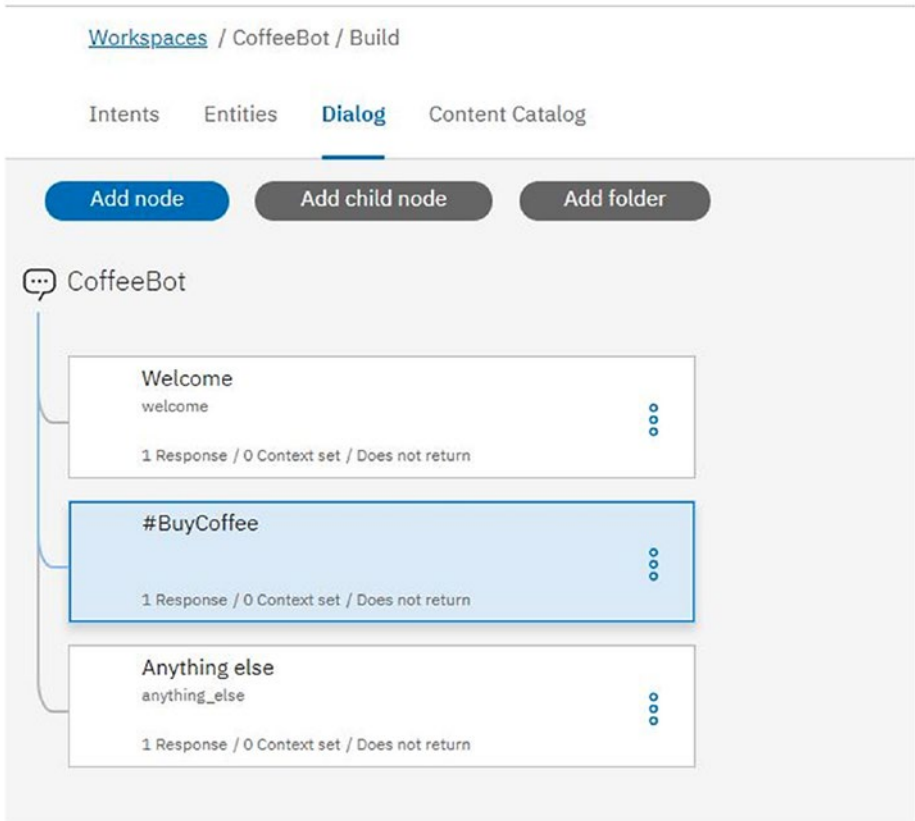 Workspaces / CoffeeBot / Build
Intents Entities Dialog Content Catalog
Add node Add child node Add folder
CoffeeBot
Welcome
welcome
1 Response / 0 Context set / Does not return
#BuyCoffee
1 Response / 0 Context set / Does not return
Anything else
anything_else
1 Response / 0 Context set / Does not return